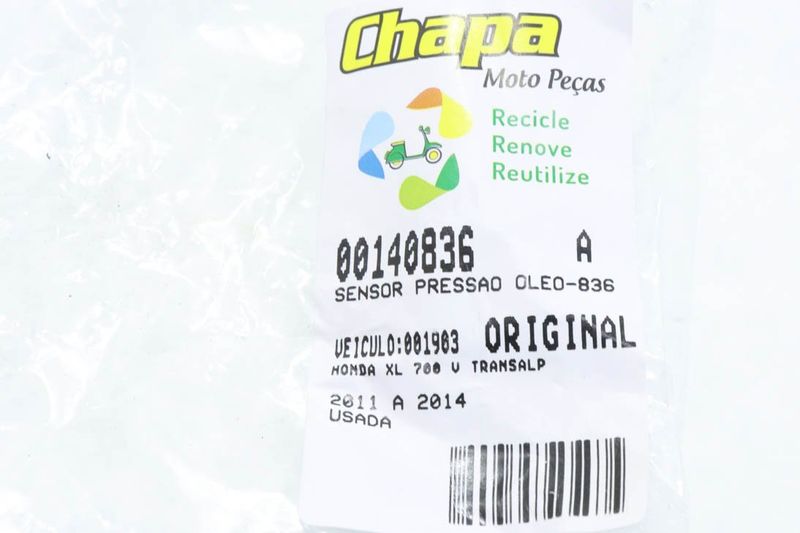 Chapa
Moto Peças
Recicle
Renove
Reutilize
00140836 A
SENSOR PRESSAO OLEO-836
VEICULO:001903 ORIGINAL
HONDA XL 700 V TRANSALP
2011 A 2014
USADA